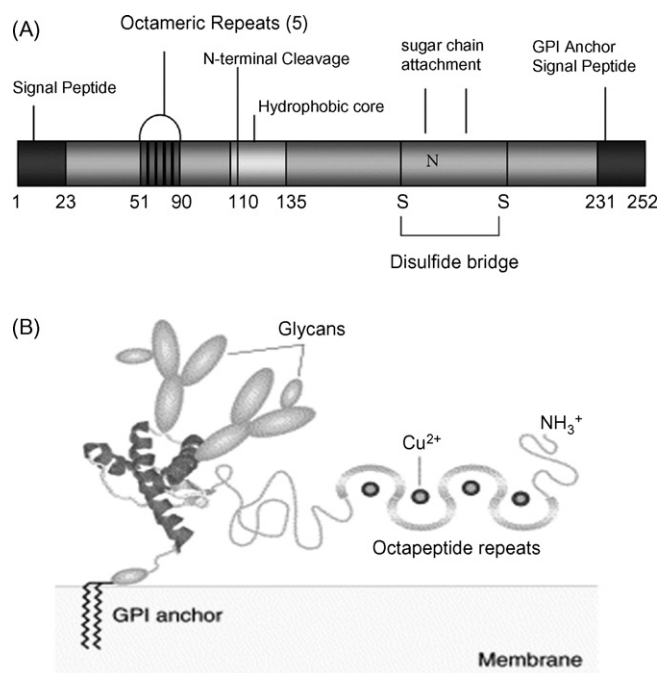 (A)
Octameric Repeats (5)
N-terminal Cleavage
sugar chain
attachment
GPI Anchor
Signal Peptide
Signal Peptide
Hydrophobic core
N
1 23 51 90 110 135 S S 231 252
Disulfide bridge
(B)
Glycans
NH₃⁺
Cu²⁺
Octapeptide repeats
GPI anchor
Membrane